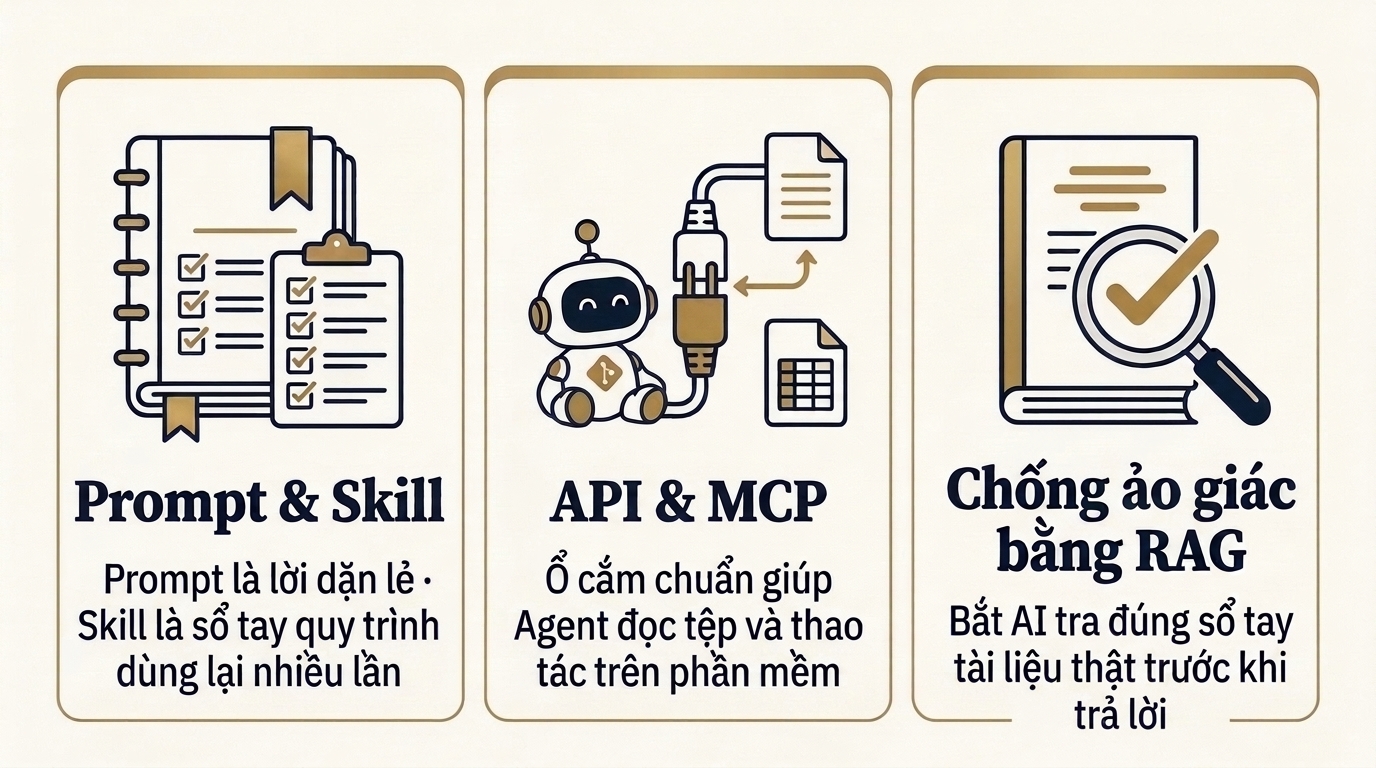 Prompt & Skill
Prompt là lời dặn lẻ ·
Skill là sổ tay quy trình
dùng lại nhiều lần
API & MCP
Ổ cắm chuẩn giúp
Agent đọc tệp và thao
tác trên phần mềm
Chống ảo giác
bằng RAG
Bắt AI tra đúng sổ tay
tài liệu thật trước khi
trả lời